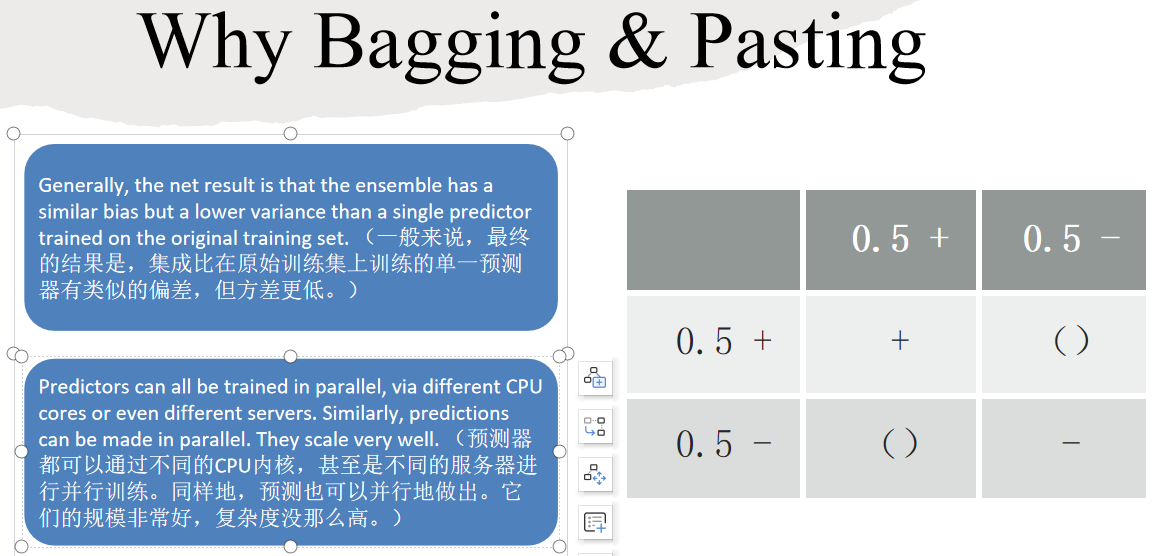 Why Bagging & Pasting
Generally, the net result is that the ensemble has a
similar bias but a lower variance than a single predictor
trained on the original training set. （一般来说，最终
的结果是，集成比在原始训练集上训练的单一预测
器有类似的偏差，但方差更低。）
Predictors can all be trained in parallel, via different CPU
cores or even different servers. Similarly, predictions
can be made in parallel. They scale very well. （预测器
都可以通过不同的CPU内核，甚至是不同的服务器进
行并行训练。同样地，预测也可以并行地做出。它
们的规模非常好，复杂度没那么高。）
0.5 + 0.5 -
0.5 + + ()
0.5 - () -